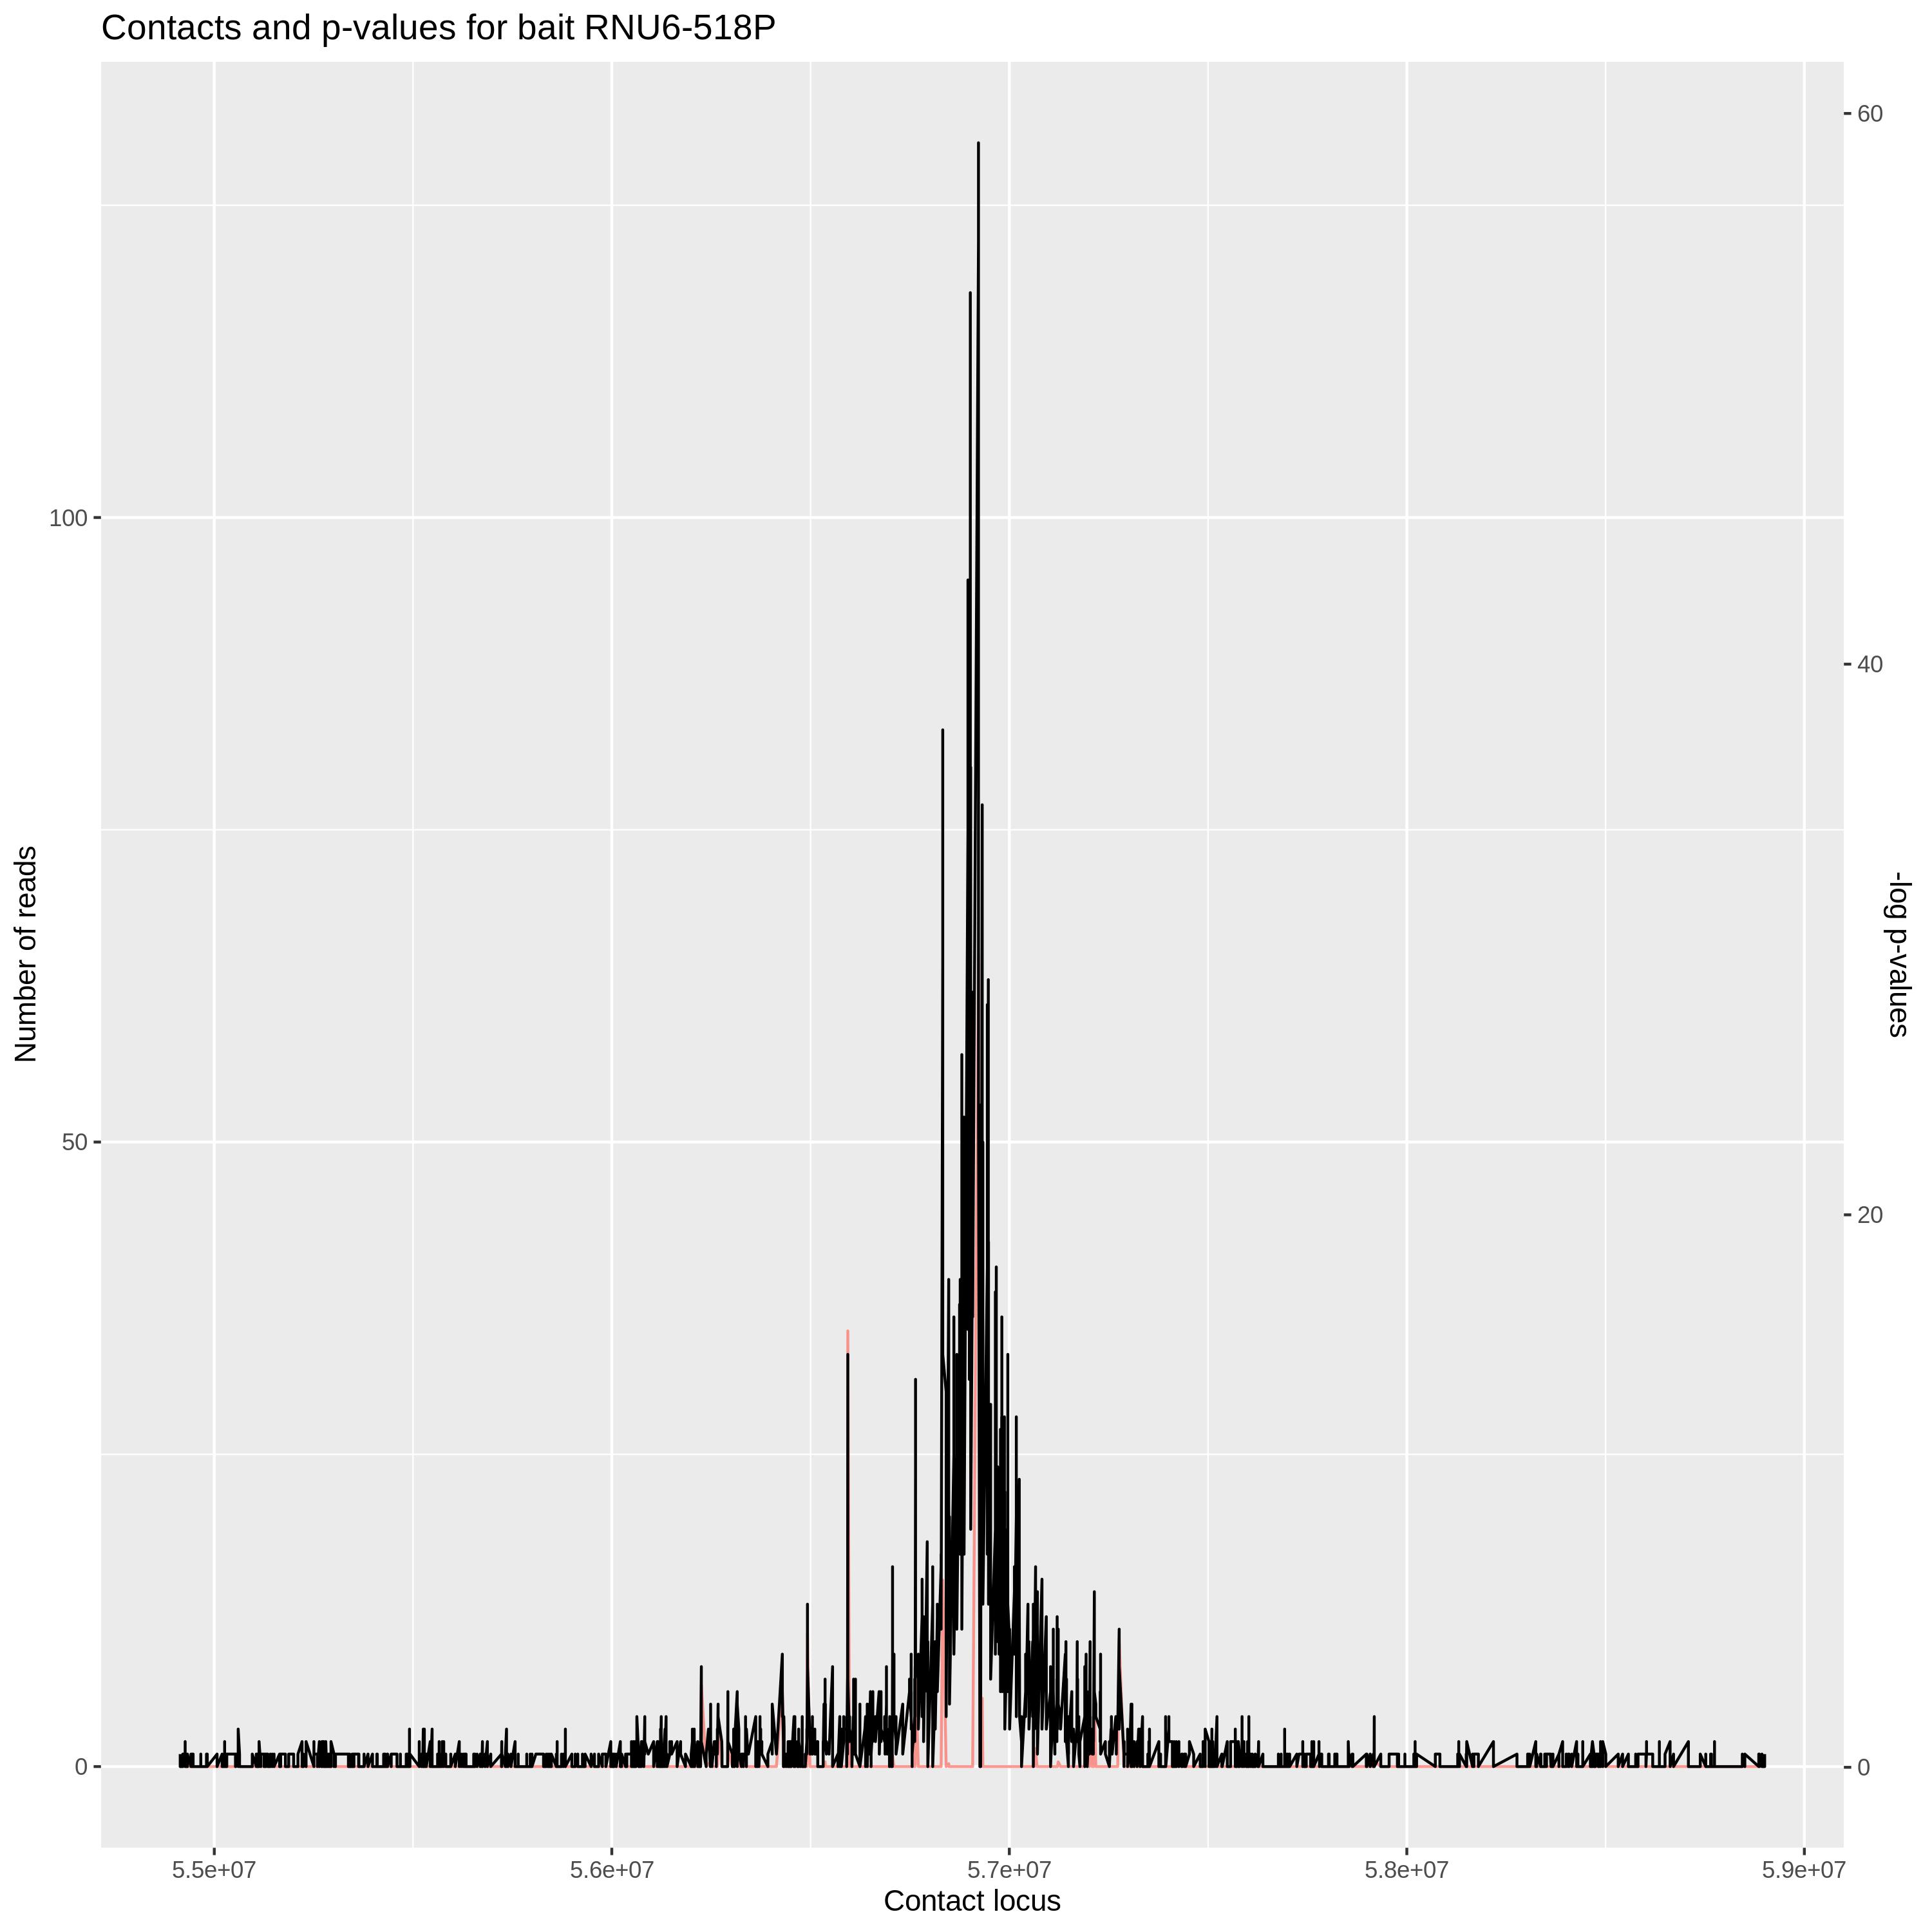 Contacts and p-values for bait RNU6-518P
60
100
40
Number of reads
-log p-values
50
20
0
0
5.5e+07
5.6e+07
5.7e+07
5.8e+07
5.9e+07
Contact locus